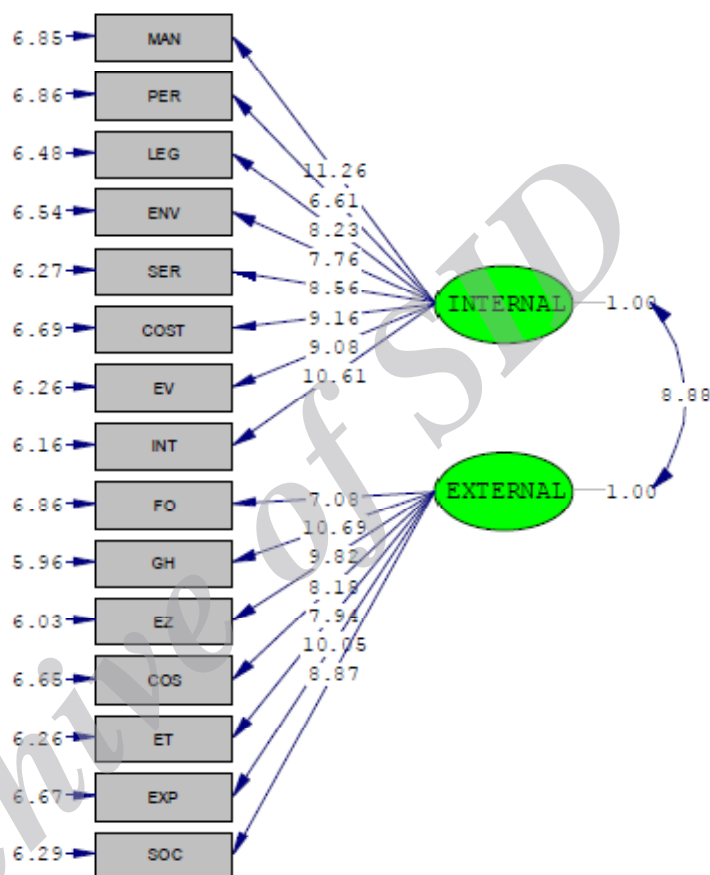 6.85 MAN
6.86 PER
6.48 LEG
11.26
6.61
6.54 ENV
8.23
7.76
6.27 SER
8.56
INTERNAL 1.00
6.69 COST
9.16
9.08
6.26 EV
10.61
8.88
6.16 INT
6.86 FO
7.08
EXTERNAL 1.00
10.69
5.96 GH
9.82
8.18
6.03 EZ
7.94
10.05
6.65 COS
8.87
6.26 ET
6.67 EXP
6.29 SOC
hive of SID